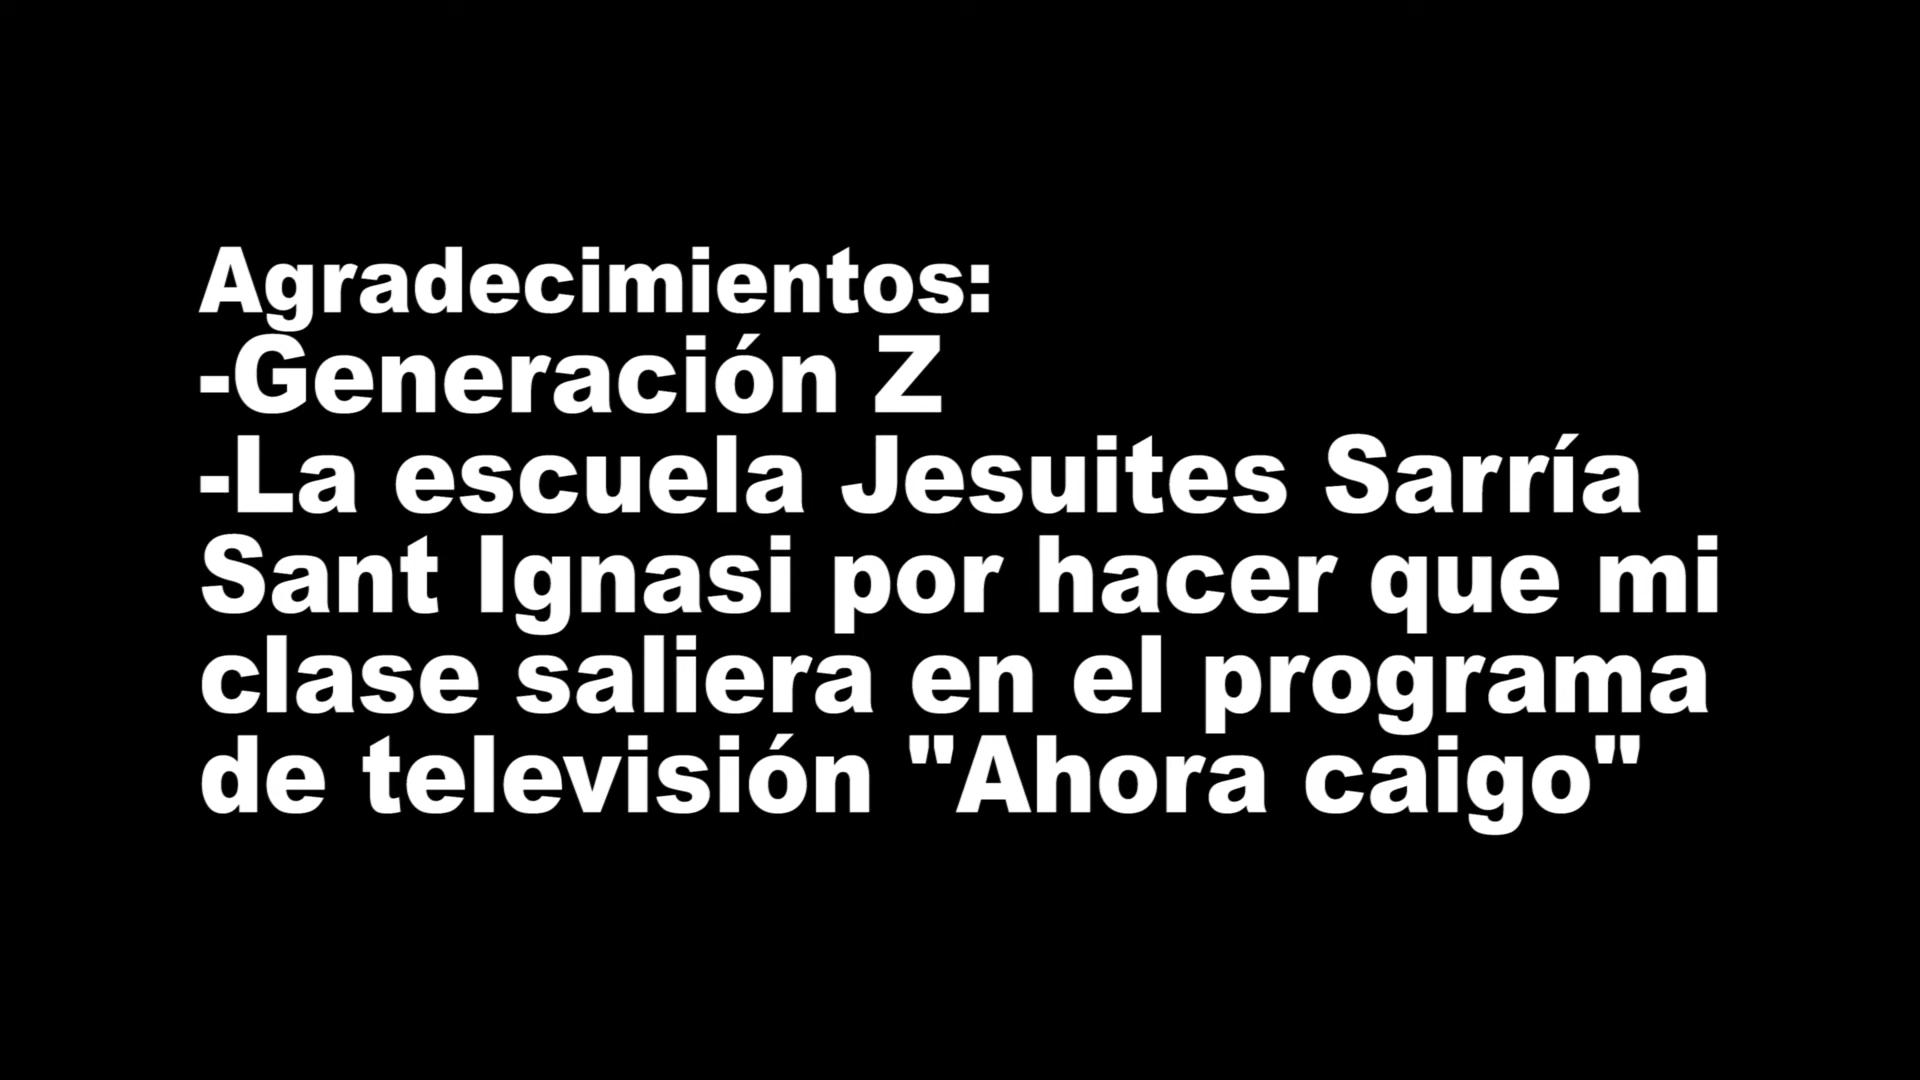 Agradecimientos:
-Generación Z
-La escuela Jesuites Sarría
Sant Ignasi por hacer que mi
clase saliera en el programa
de televisión "Ahora caigo"